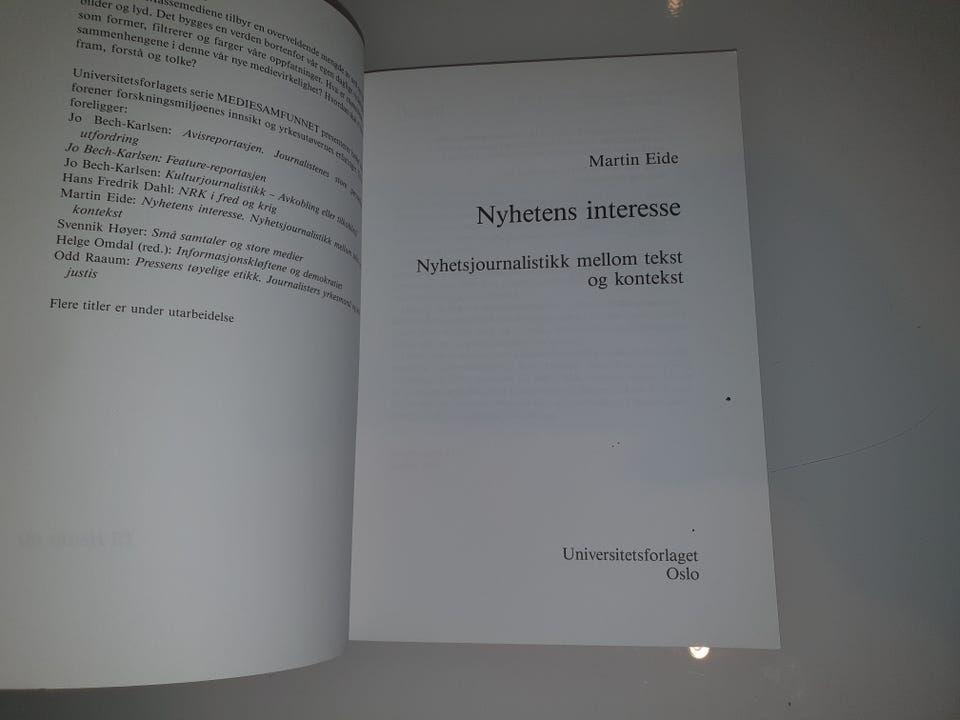 massemediene tilbyr en overveldende mengde
bilder og lyd. Det bygges en verden bortenfor vår egen daglige
som former, filtrerer og farger våre oppfatninger. Hva er
sammenhengene i denne vår nye medievirkelighet? Hvordan
fram, forstå og tolke?
Universitetsforlagets serie MEDIESAMFUNNET presenterer
forener forskningsmiljøenes innsikt og yrkesutøvernes
foreligger:
Jo Bech-Karlsen: Avisreportasjen. Journalistenes store
utfordring
Jo Bech-Karlsen: Feature-reportasjen
Jo Bech-Karlsen: Kulturjournalistikk – Avkobling eller
Hans Fredrik Dahl: NRK i fred og krig
Martin Eide: Nyhetens interesse. Nyhetsjournalistikk mellom
kontekst
Svennik Høyer: Små samtaler og store medier
Helge Omdal (red.): Informasjonskløftene og demokratiet
Odd Raaum: Pressens tøyelige etikk. Journalisters yrkesmoral
justis
Flere titler er under utarbeidelse
Martin Eide
Nyhetens interesse
Nyhetsjournalistikk mellom tekst
og kontekst
Universitetsforlaget
Oslo